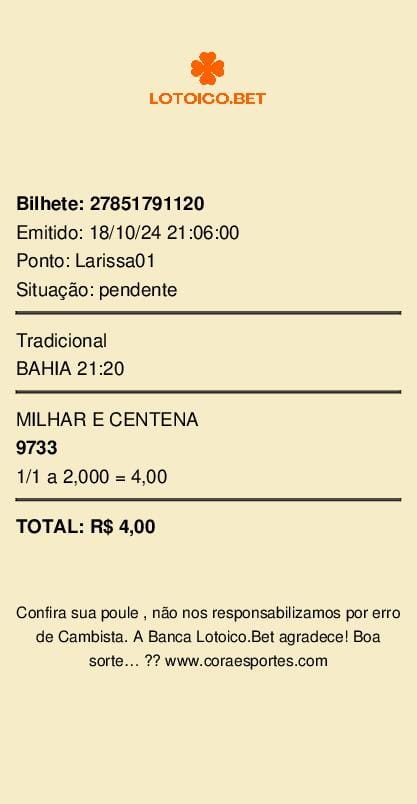 LOTOICO.BET
Bilhete: 27851791120
Emitido: 18/10/24 21:06:00
Ponto: Larissa01
Situação: pendente
Tradicional
BAHIA 21:20
MILHAR E CENTENA
9733
1/1 a 2,000 = 4,00
TOTAL: R$ 4,00
Confira sua poule , não nos responsabilizamos por erro
de Cambista. A Banca Lotoico.Bet agradece! Boa
sorte… ?? www.coraesportes.com